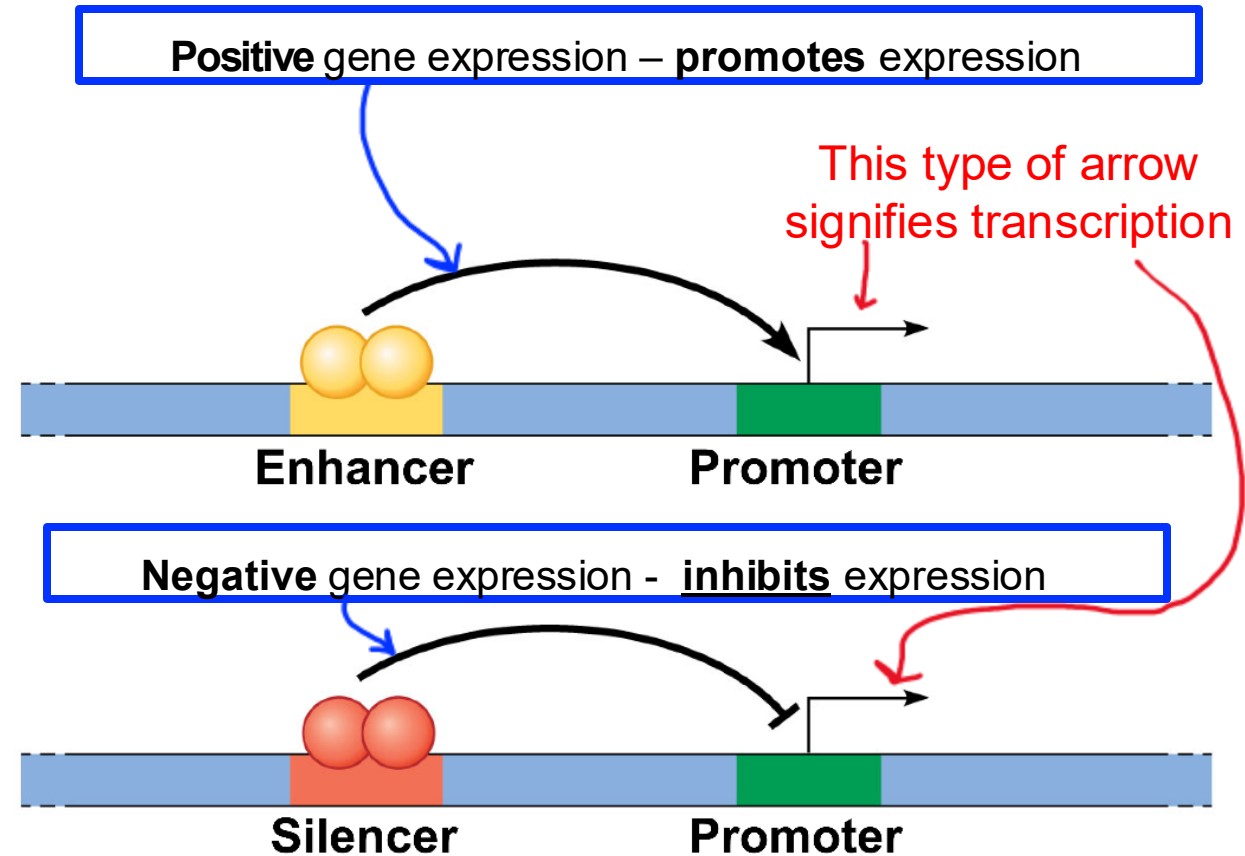 Positive gene expression – promotes expression
This type of arrow
signifies transcription
Enhancer
Promoter
Negative gene expression - inhibits expression
Silencer
Promoter